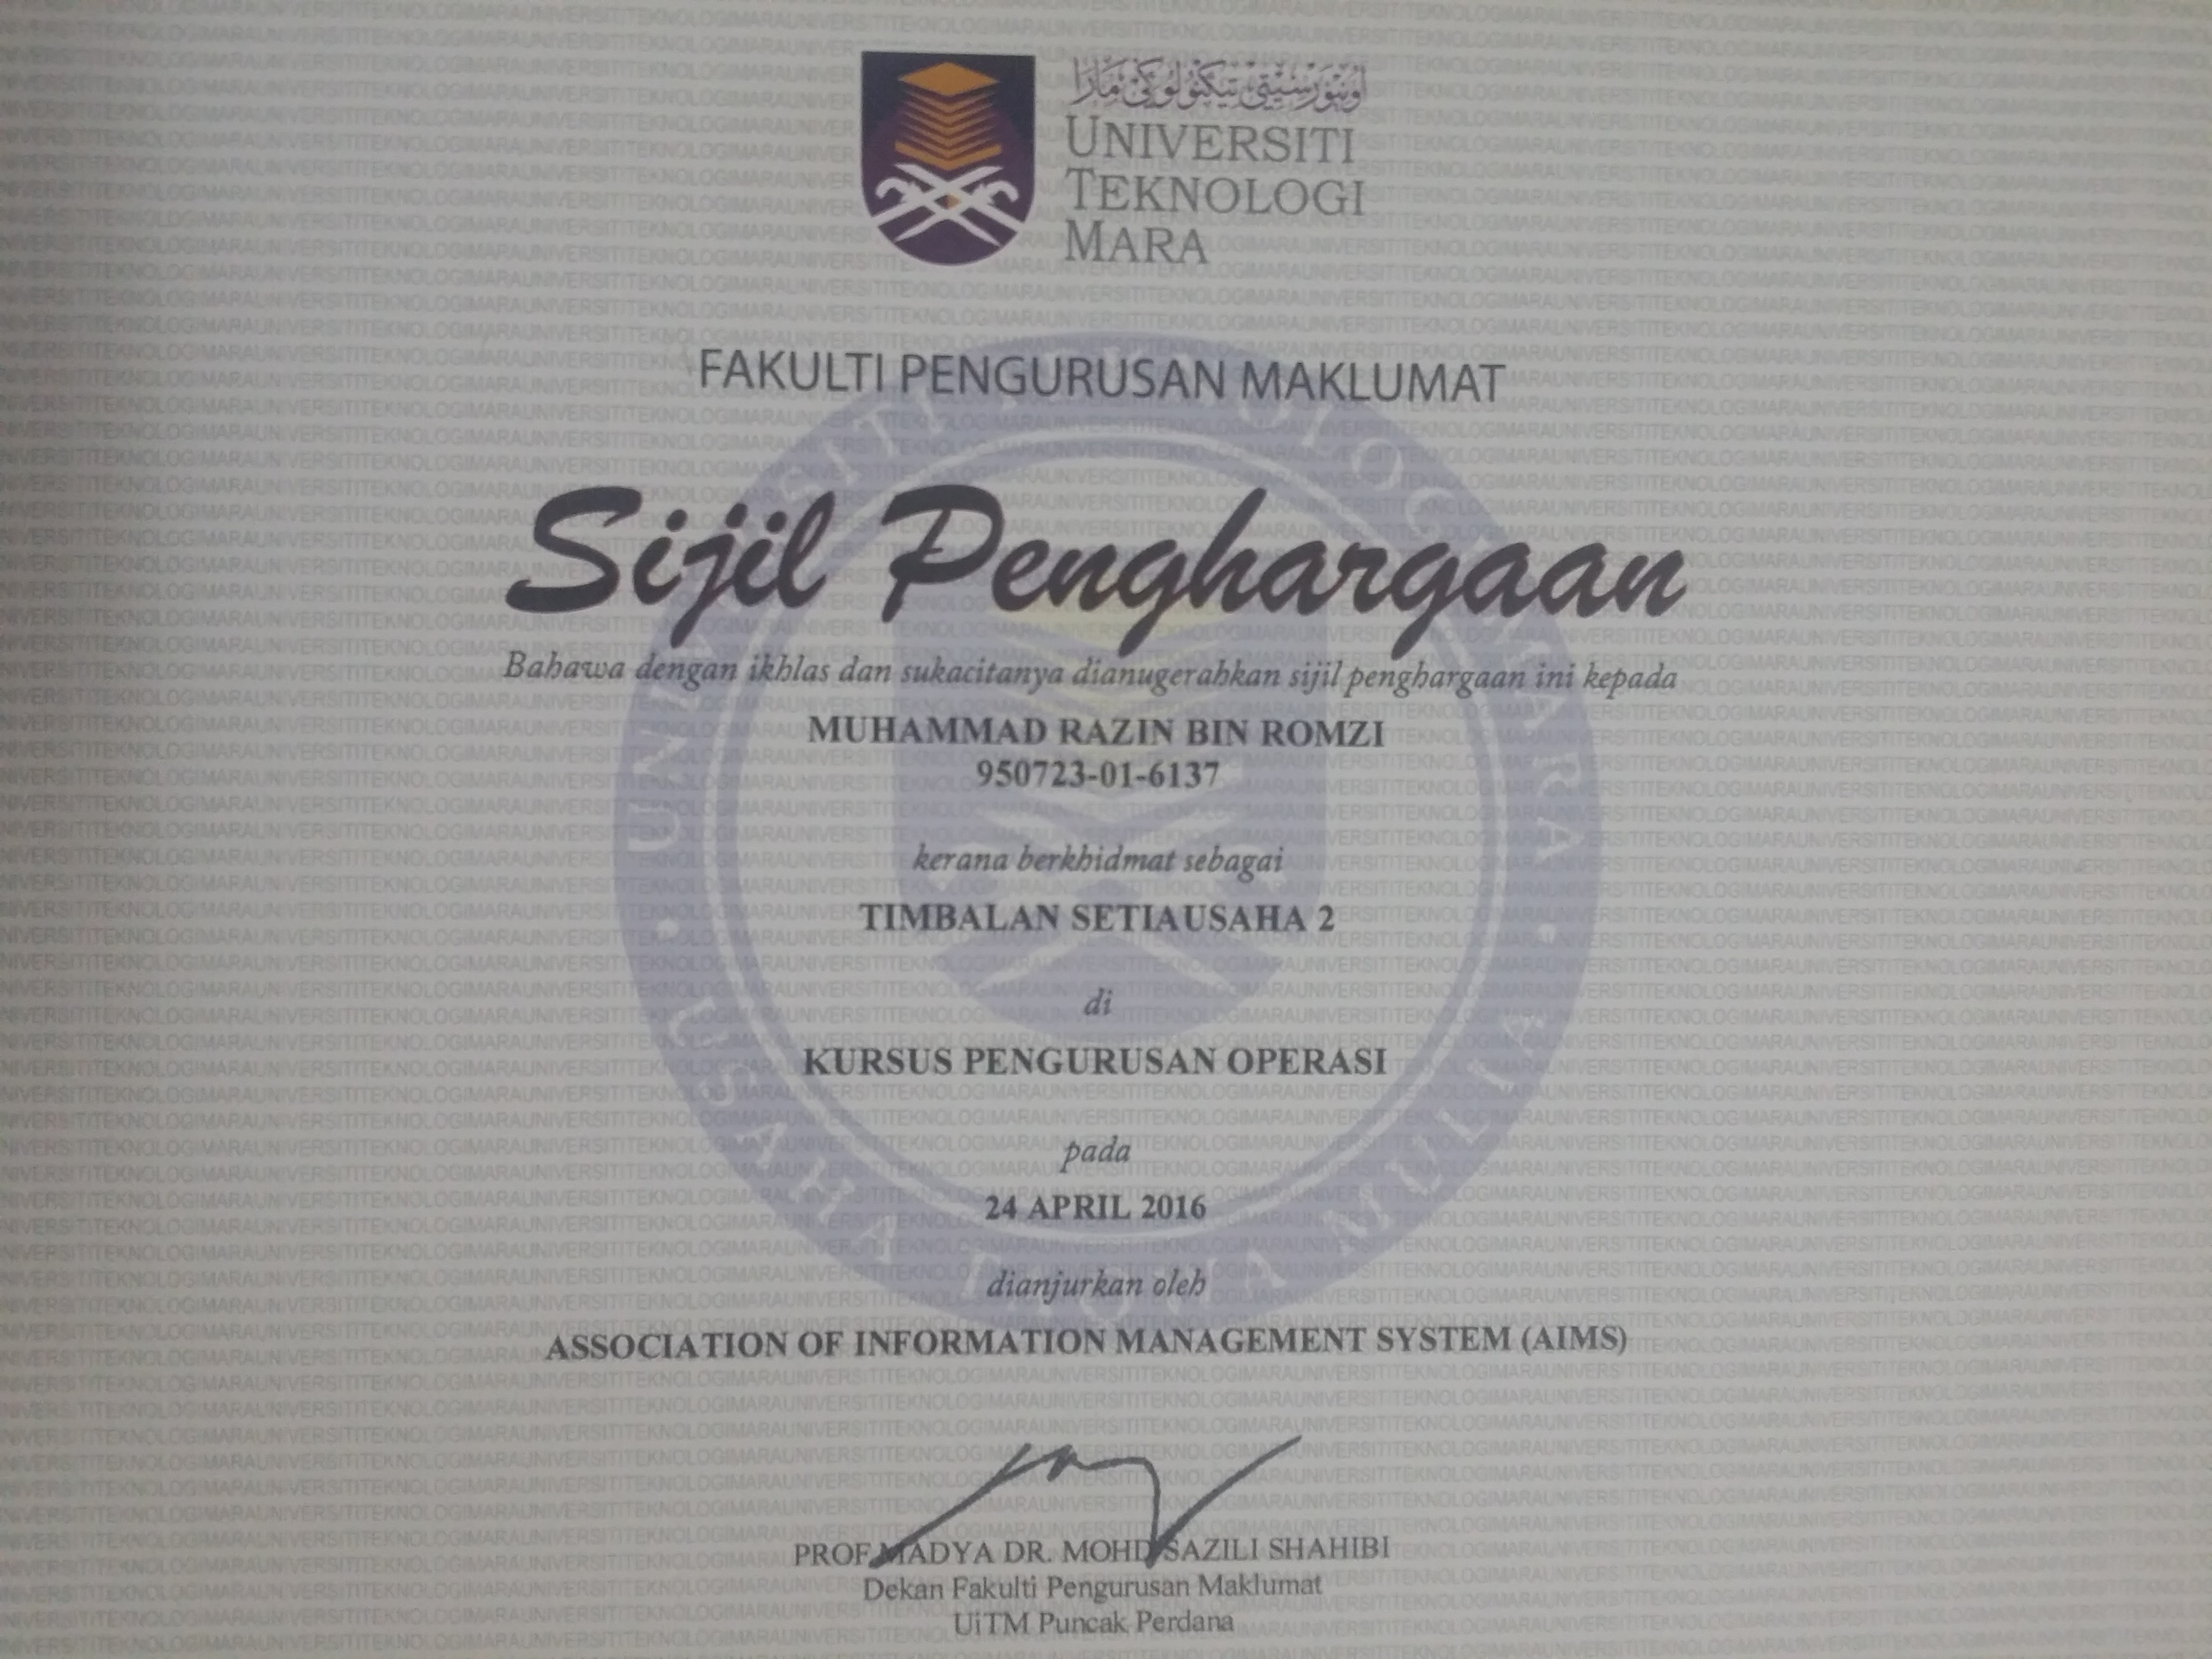 اونيورسيتي تيكنولوڬي مارا
UNIVERSITI
TEKNOLOGI
MARA
FAKULTI PENGURUSAN MAKLUMAT
Sijil Penghargaan
Bahawa dengan ikhlas dan sukacitanya dianugerahkan sijil penghargaan ini kepada
MUHAMMAD RAZIN BIN ROMZI
950723-01-6137
kerana berkhidmat sebagai
TIMBALAN SETIAUSAHA 2
di
KURSUS PENGURUSAN OPERASI
pada
24 APRIL 2016
dianjurkan oleh
ASSOCIATION OF INFORMATION MANAGEMENT SYSTEM (AIMS)
PROF MADYA DR. MOHD SAZILI SHAHIBI
Dekan Fakulti Pengurusan Maklumat
UiTM Puncak Perdana